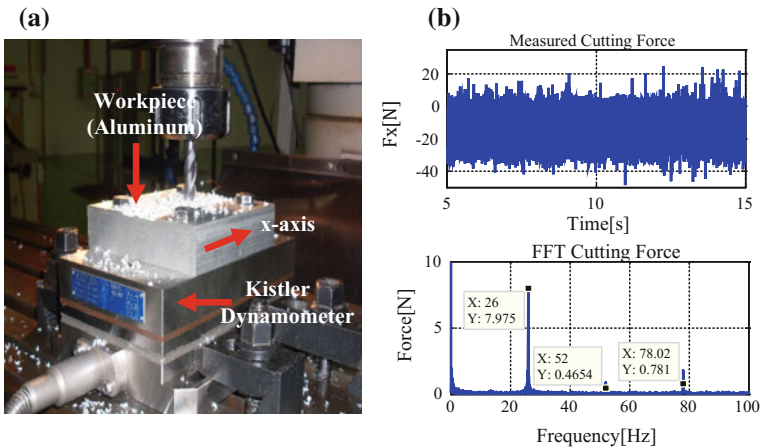 (a)
Workpiece
(Aluminum)
x-axis
Kistler
Dynamometer
(b)
Measured Cutting Force
Fx[N]
20
0
-20
-40
5
10
15
Time[s]
FFT Cutting Force
Force[N]
10
5
0
X: 26
Y: 7.975
X: 52
Y: 0.4654
X: 78.02
Y: 0.781
0
20
40
60
80
100
Frequency[Hz]